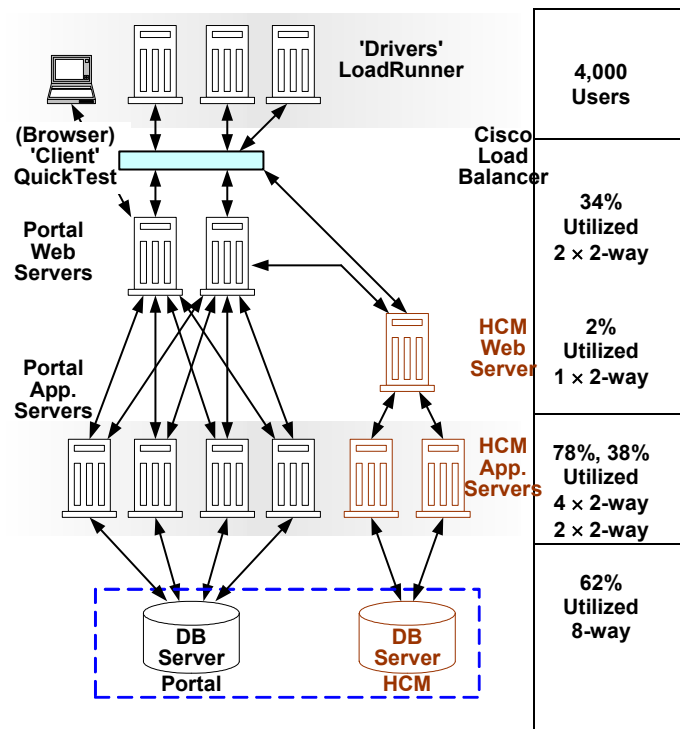 'Drivers'
LoadRunner
4,000
Users
(Browser)
'Client'
QuickTest
Cisco
Load
Balancer
34%
Utilized
2 × 2-way
Portal
Web
Servers
HCM
Web
Server
2%
Utilized
1 × 2-way
Portal
App.
Servers
HCM
App.
Servers
78%, 38%
Utilized
4 × 2-way
2 × 2-way
62%
Utilized
8-way
DB
Server
Portal
DB
Server
HCM